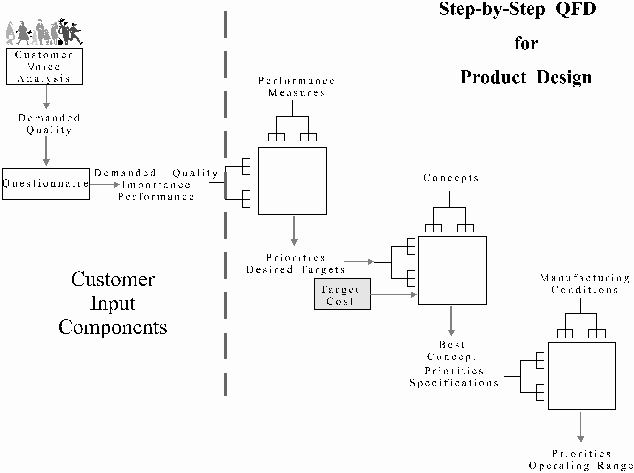 Step-by-Step QFD
for
Product Design
Customer
Voice
Analysis
Demanded
Quality
Questionnaire
Demanded Quality
Importance
Performance
Performance
Measures
Priorities
Desired Targets
Target
Cost
Concepts
Best
Concept
Priorities
Specifications
Manufacturing
Conditions
Priorities
Operating Range
Customer
Input
Components